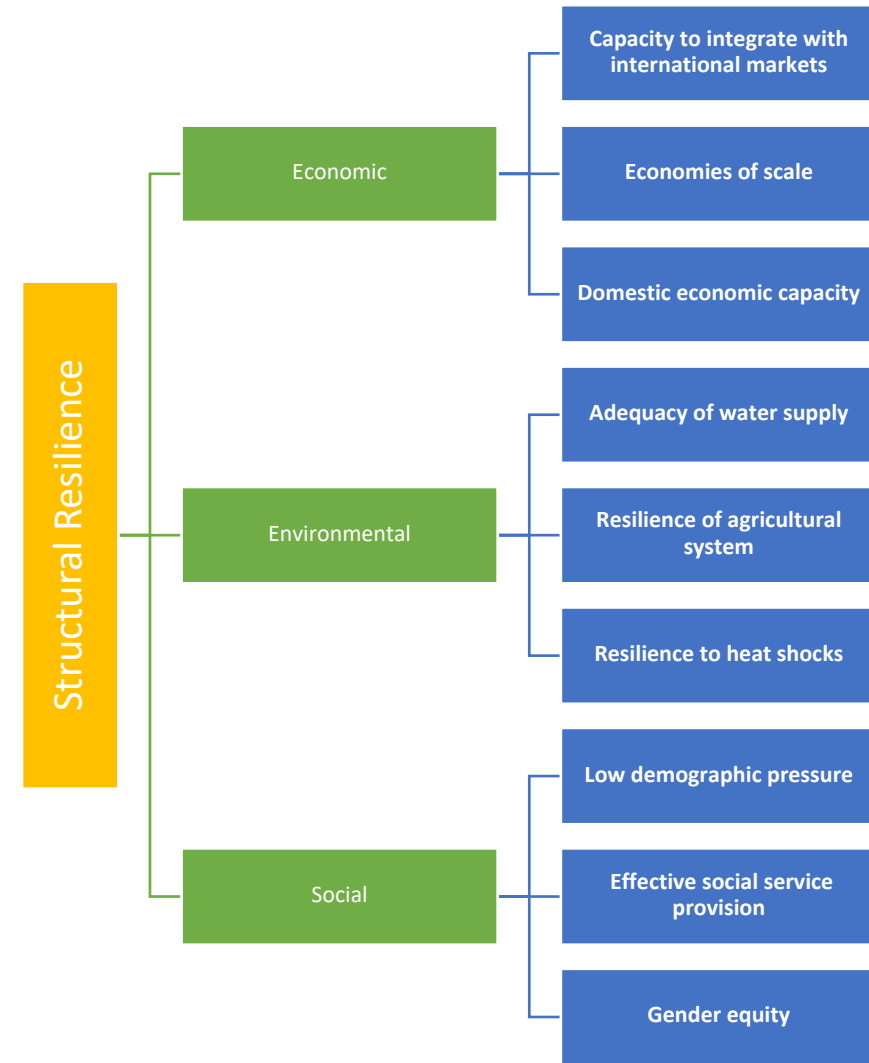 Structural Resilience
Economic
Capacity to integrate with
international markets
Economies of scale
Domestic economic capacity
Environmental
Adequacy of water supply
Resilience of agricultural
system
Resilience to heat shocks
Social
Low demographic pressure
Effective social service
provision
Gender equity